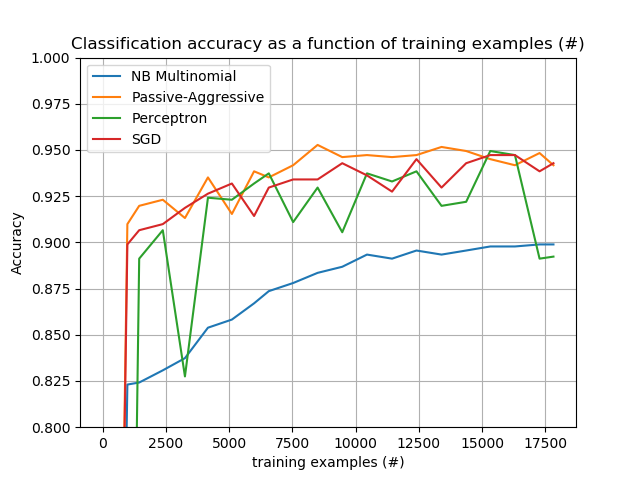 Classification accuracy as a function of training examples (#)
1.000
0.975
0.950
0.925
0.900
0.875
0.850
0.825
0.800
Accuracy
NB Multinomial
Passive-Aggressive
Perceptron
SGD
0 2500 5000 7500 10000 12500 15000 17500
training examples (#)